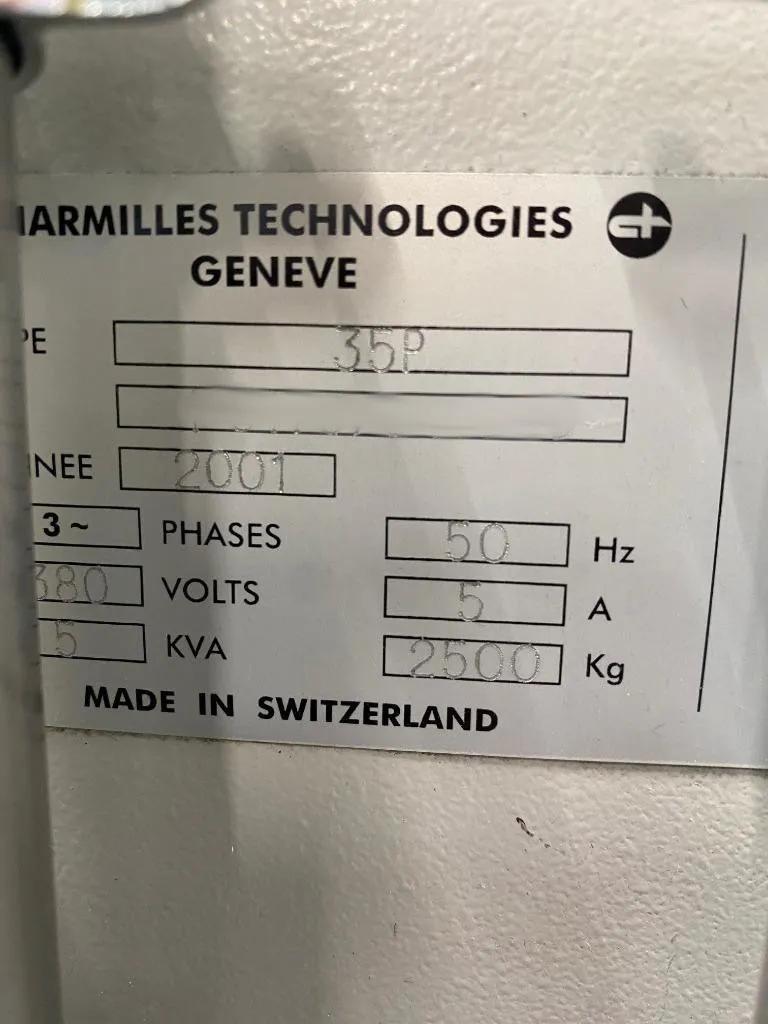 HARMILLES TECHNOLOGIES
GENEVE
PE 35P
NEE 2001
3~ PHASES 50 Hz
380 VOLTS 5 A
5 KVA 2500 Kg
MADE IN SWITZERLAND